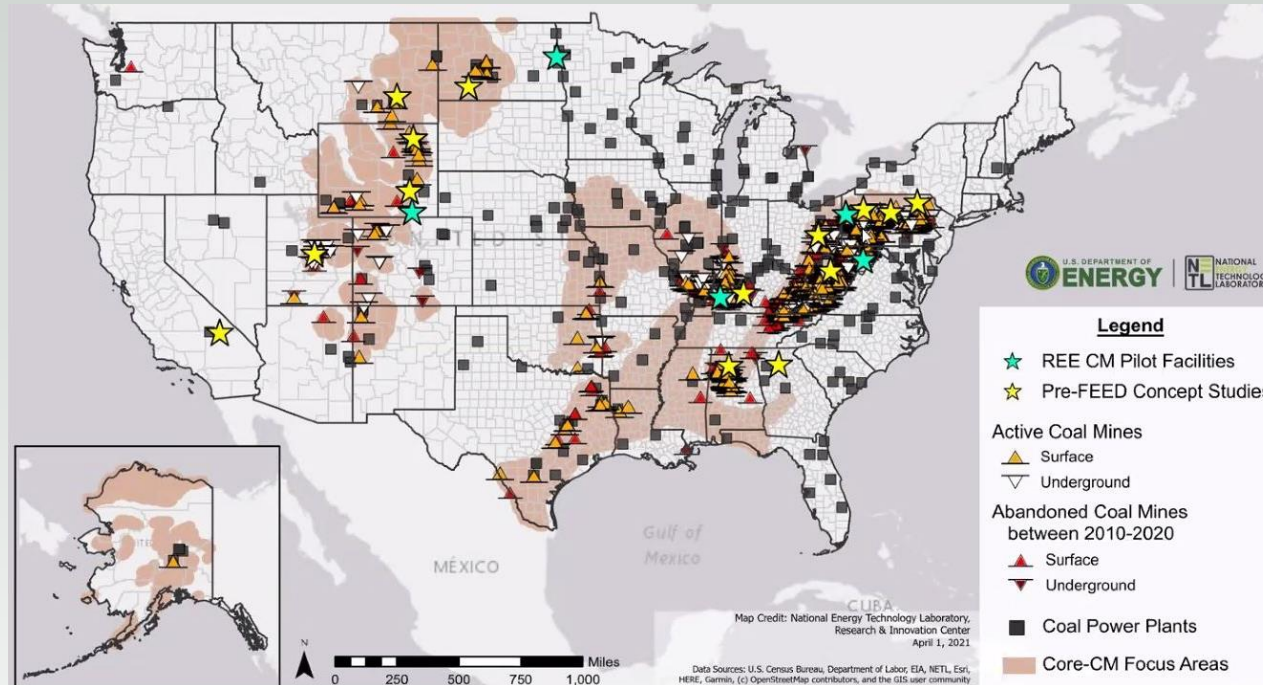 UNITED S
MÉXICO
Gulf of
Mexico
CUBA
U.S. DEPARTMENT OF
ENERGY
NETL
NATIONAL
ENERGY
TECHNOLOGY
LABORATORY
Legend
REE CM Pilot Facilities
Pre-FEED Concept Studies
Active Coal Mines
Surface
Underground
Abandoned Coal Mines
between 2010-2020
Surface
Underground
Coal Power Plants
Core-CM Focus Areas
Map Credit: National Energy Technology Laboratory,
Research & Innovation Center
April 1, 2021
Data Sources: U.S. Census Bureau, Department of Labor, EIA, NETL, Esri,
HERE, Garmin, (c) OpenStreetMap contributors, and the GIS user community
N
Miles
0 250 500 1,000